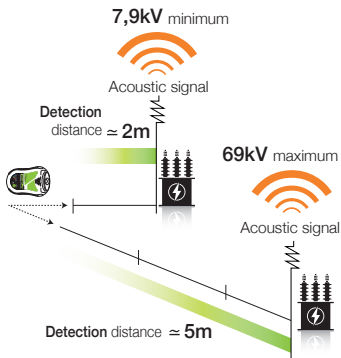 7,9kV minimum
Acoustic signal
Detection
distance ≃ 2m
69kV maximum
Acoustic signal
Detection distance ≃ 5m